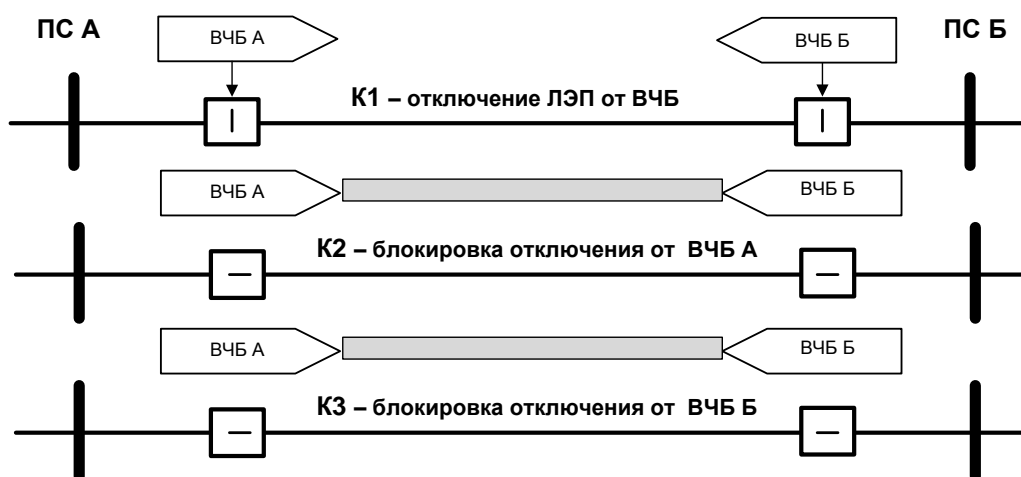 ПС А
ВЧБ А
ВЧБ Б
ПС Б
К1 – отключение ЛЭП от ВЧБ
ВЧБ А
ВЧБ Б
К2 – блокировка отключения от ВЧБ А
ВЧБ А
ВЧБ Б
К3 – блокировка отключения от ВЧБ Б